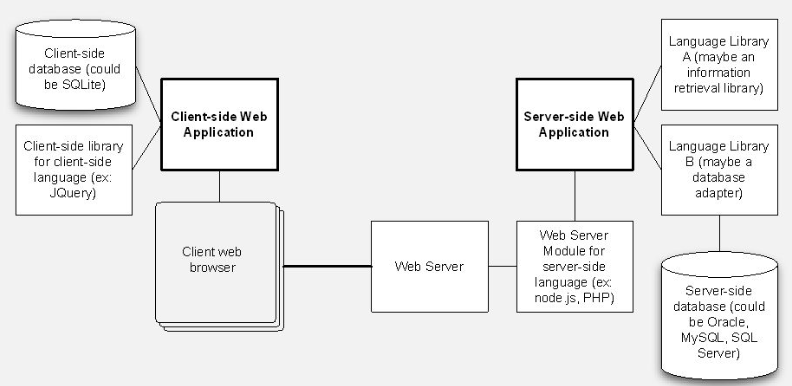 Client-side
database (could
be SQLite)
Client-side library
for client-side
language (ex:
JQuery)
Client-side Web
Application
Client web
browser
Web Server
Server-side Web
Application
Web Server
Module for
server-side
language (ex:
node.js, PHP)
Language Library
A (maybe an
information
retrieval library)
Language Library
B (maybe a
database
adapter)
Server-side
database (could
be Oracle,
MySQL, SQL
Server)